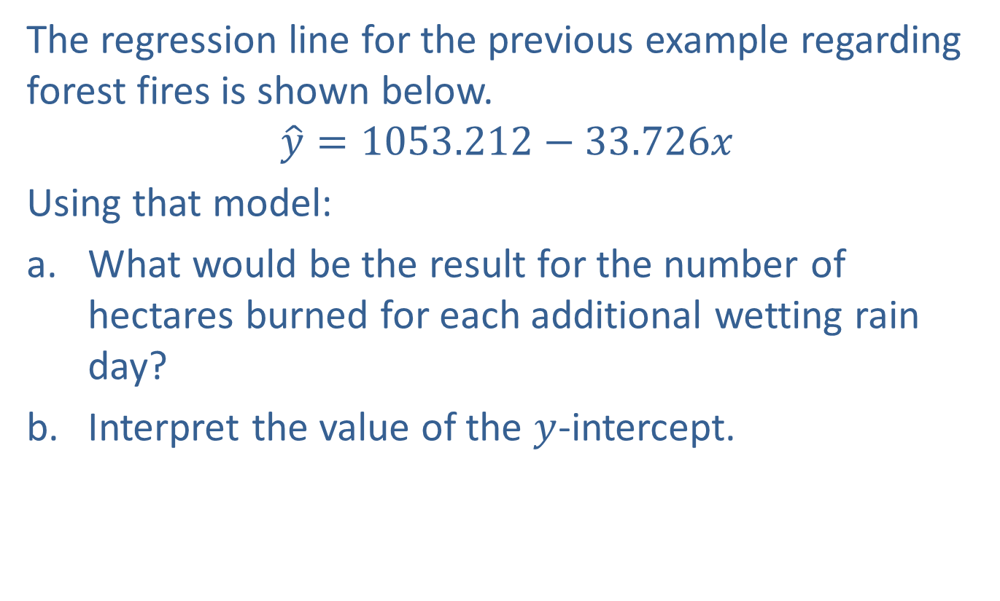 The regression line for the previous example regarding
forest fires is shown below.
ŷ = 1053.212 − 33.726x
Using that model:
a. What would be the result for the number of
hectares burned for each additional wetting rain
day?
b. Interpret the value of the y-intercept.